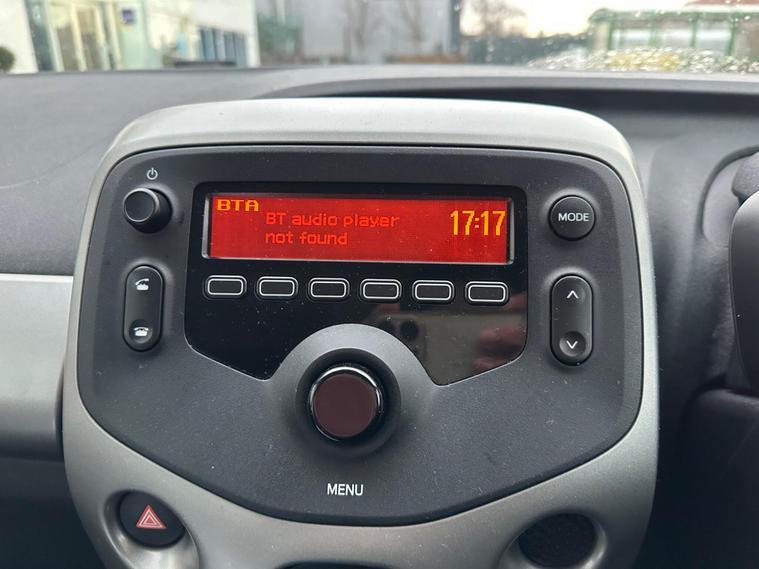 BTA
BT audio player
not found
17:17
MODE
MENU